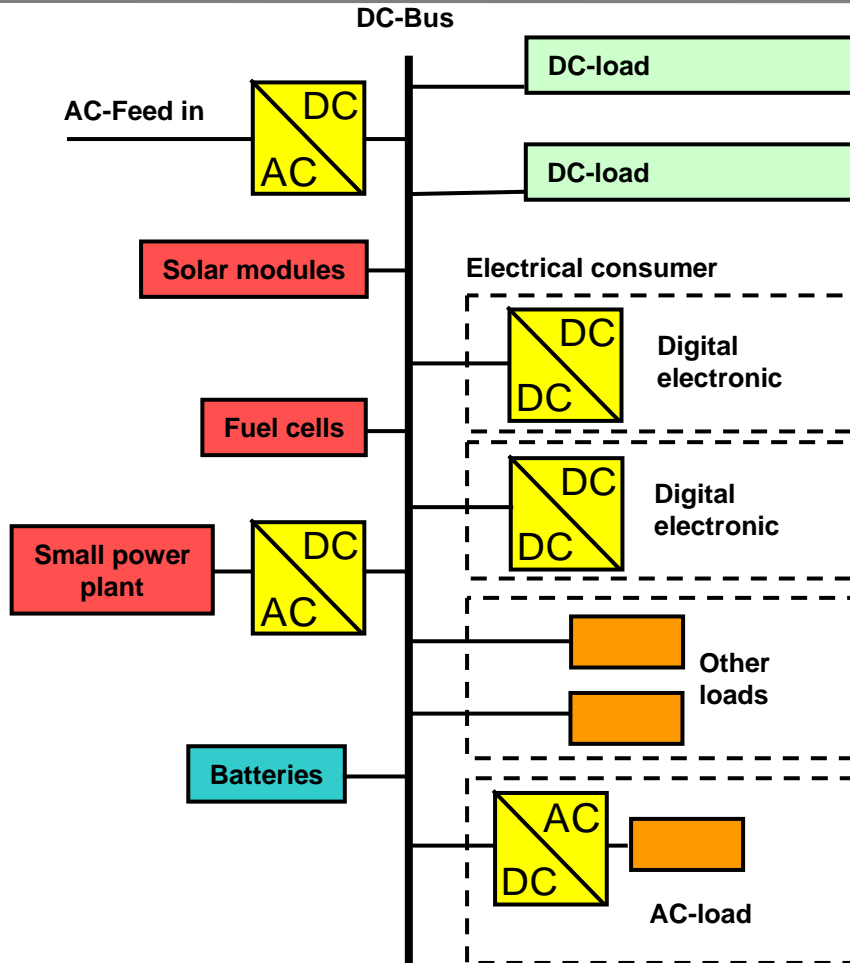 DC-Bus
DC-load
AC-Feed in
DC
AC
DC-load
Solar modules
Electrical consumer
DC
DC
Digital
electronic
Fuel cells
DC
DC
Digital
electronic
Small power
plant
DC
AC
Other
loads
Batteries
AC
DC
AC-load